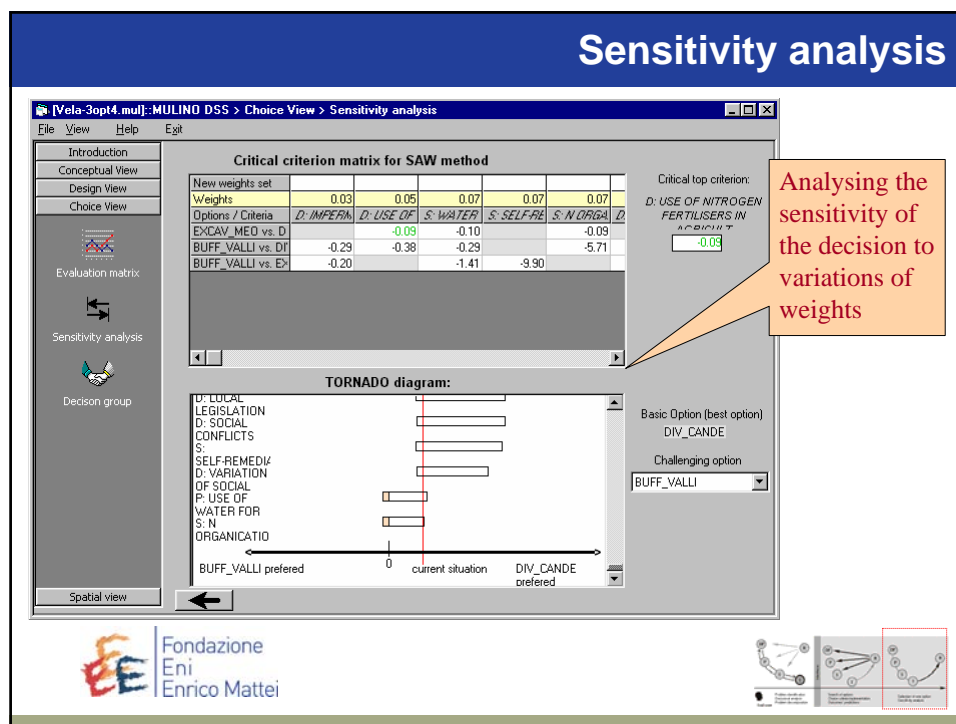 Sensitivity analysis
[Vela-3opt4.mul]::MULINO DSS > Choice View > Sensitivity analysis
File View Help Exit
Introduction
Conceptual View
Design View
Choice View
Evaluation matrix
Sensitivity analysis
Decison group
Spatial view
Critical criterion matrix for SAW method
New weights set
Weights 0.03 0.05 0.07 0.07 0.07
Options / Criteria D: IMPERM D: USE OF S: WATER S: SELF-RE S: N ORGA D
EXCAV_MEO vs. D -0.09 -0.10 -0.09
BUFF_VALLI vs. DI -0.29 -0.38 -0.29 -5.71
BUFF_VALLI vs. EX -0.20 -1.41 -9.90
Critical top criterion:
D: USE OF NITROGEN
FERTILISERS IN
AGRICULT
-0.09
Analysing the
sensitivity of
the decision to
variations of
weights
TORNADO diagram:
D: LOCAL
LEGISLATION
D: SOCIAL
CONFLICTS
S:
SELF-REMEDIA
D: VARIATION
OF SOCIAL
P: USE OF
WATER FOR
S: N
ORGANICATIO
0
BUFF_VALLI prefered current situation DIV_CANDE
prefered
Basic Option (best option)
DIV_CANDE
Challenging option
BUFF_VALLI
Fondazione
Eni
Enrico Mattei